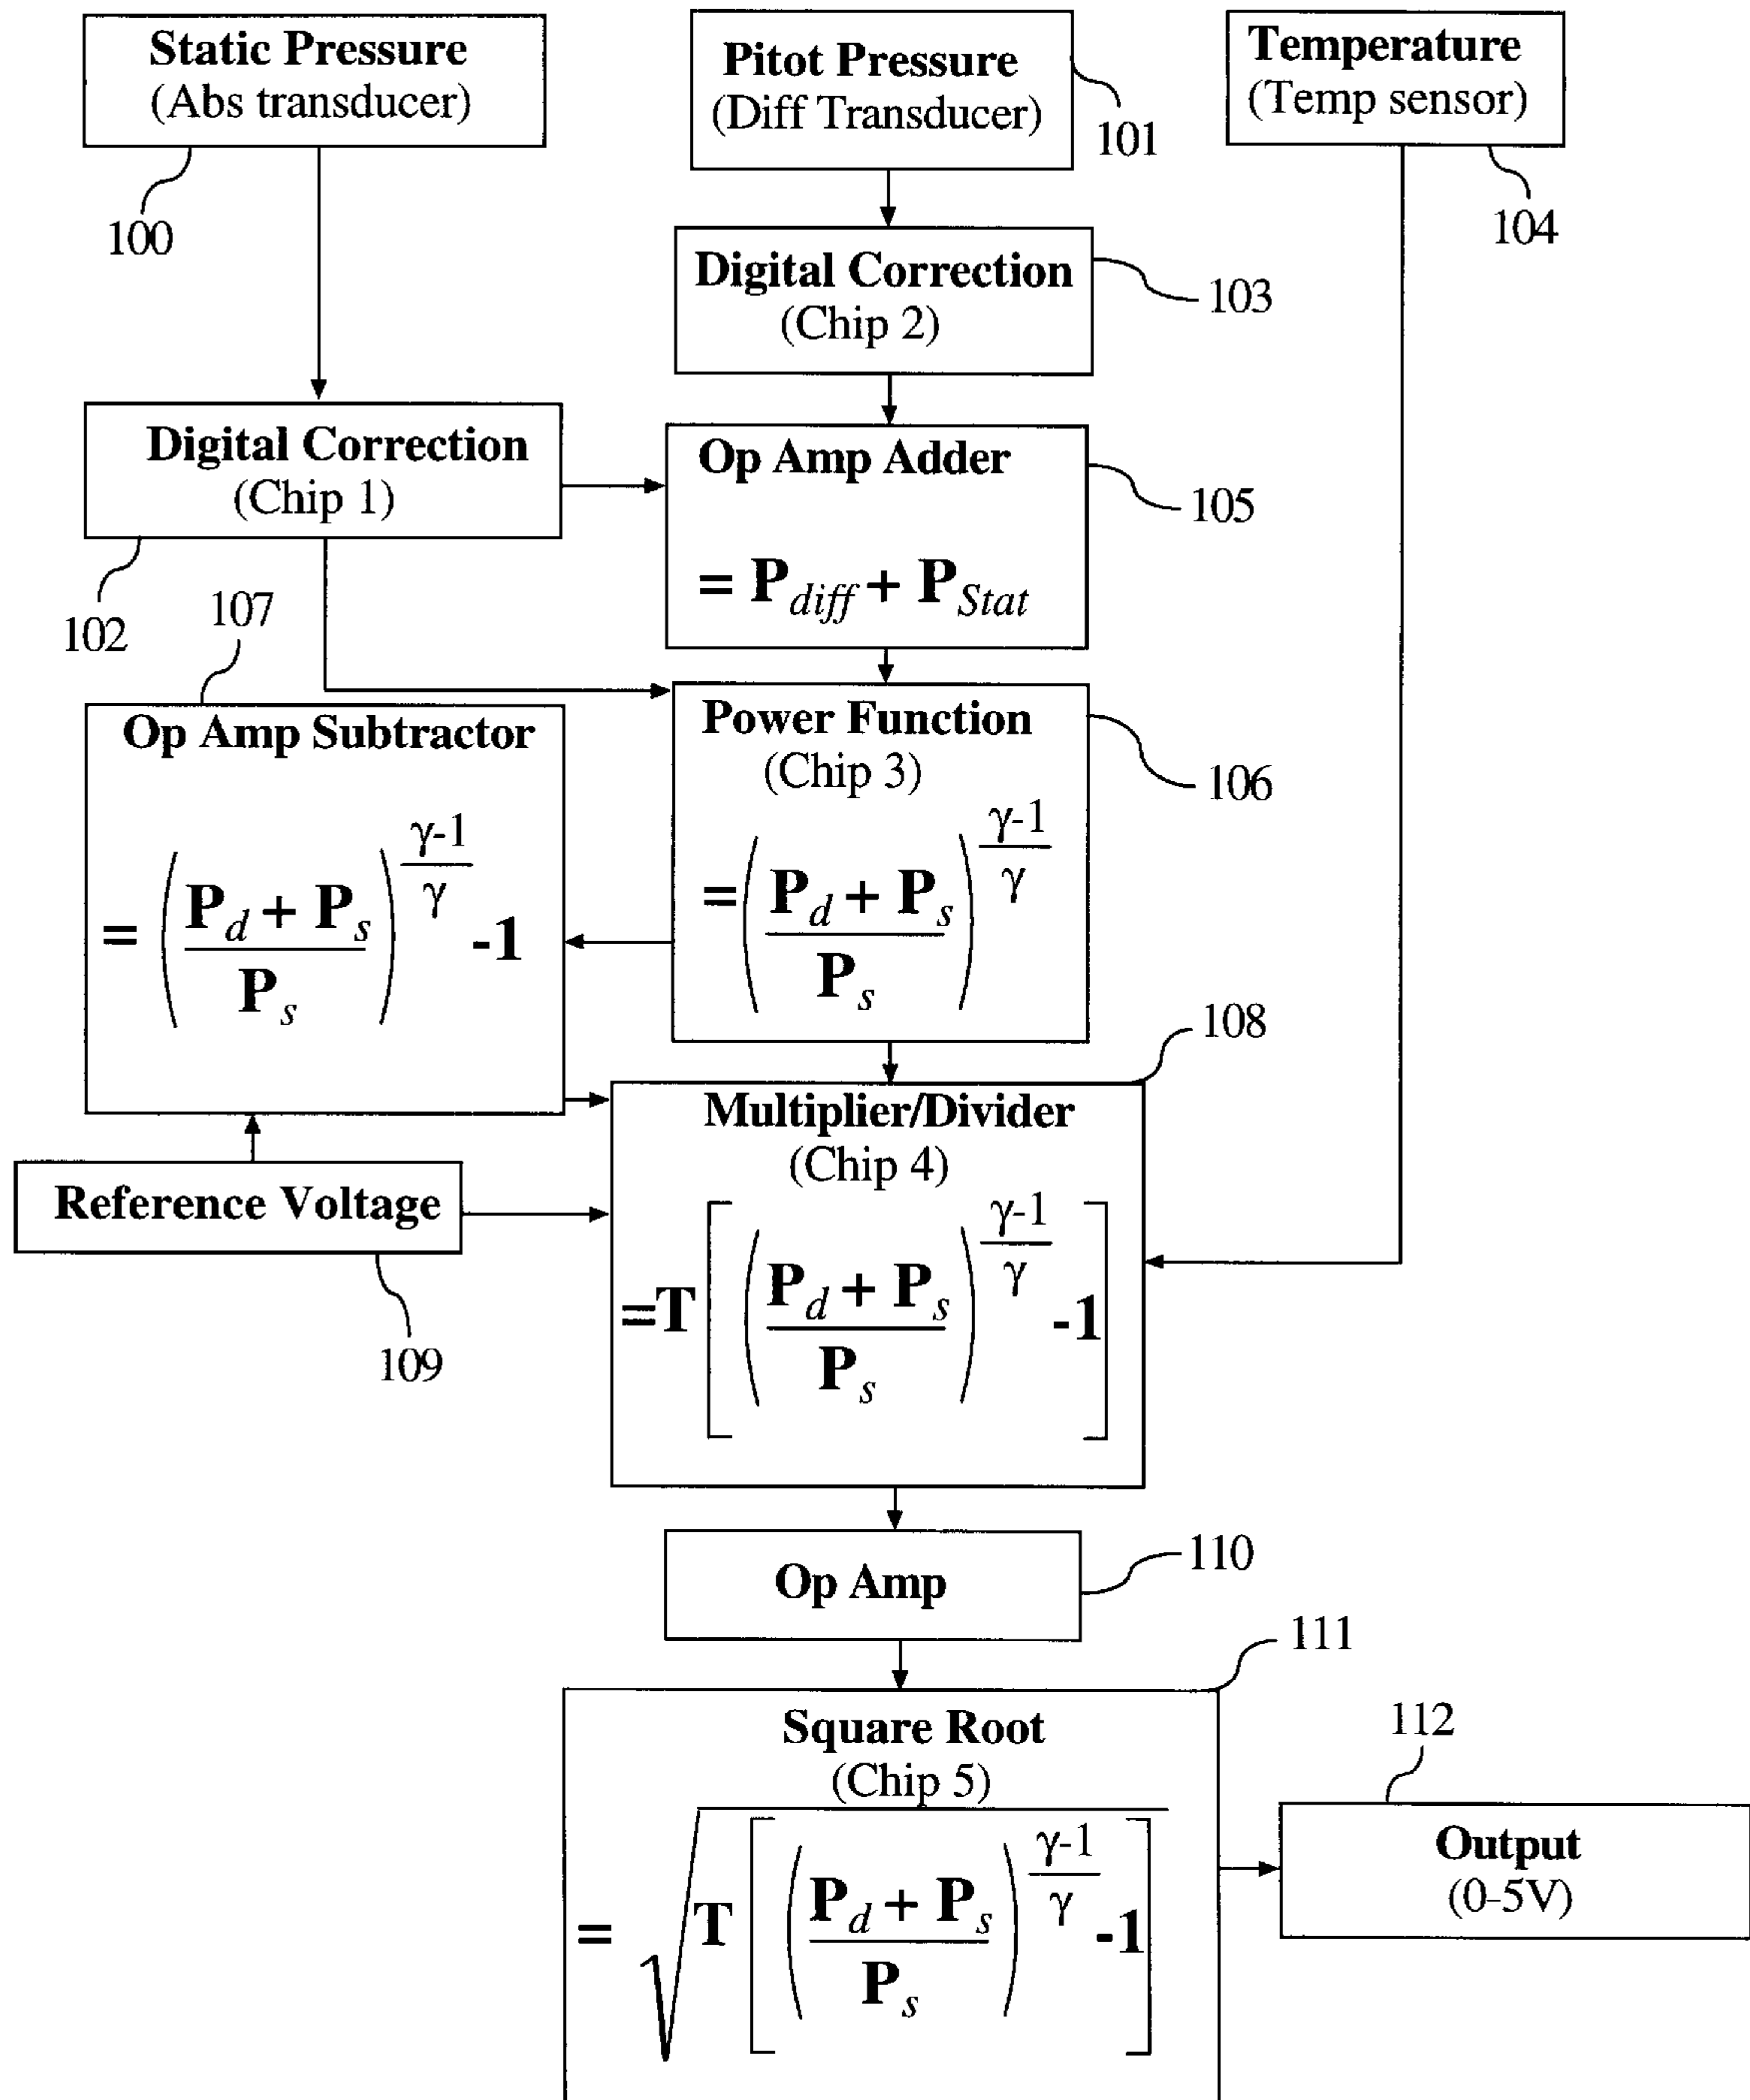 Static Pressure
(Abs transducer)
100
Pitot Pressure
(Diff Transducer)
101
Temperature
(Temp sensor)
104
Digital Correction
(Chip 2)
103
Digital Correction
(Chip 1)
102
Op Amp Adder
= P_diff + P_Stat
105
107
Op Amp Subtractor
= ( (P_d + P_s) / P_s )^((γ-1)/γ) -1
Power Function
(Chip 3)
= ( (P_d + P_s) / P_s )^((γ-1)/γ)
106
108
Reference Voltage
109
Multiplier/Divider
(Chip 4)
=T [ ( (P_d + P_s) / P_s )^((γ-1)/γ) -1 ]
Op Amp
110
111
Square Root
(Chip 5)
= √( T [ ( (P_d + P_s) / P_s )^((γ-1)/γ) -1 ] )
112
Output
(0-5V)